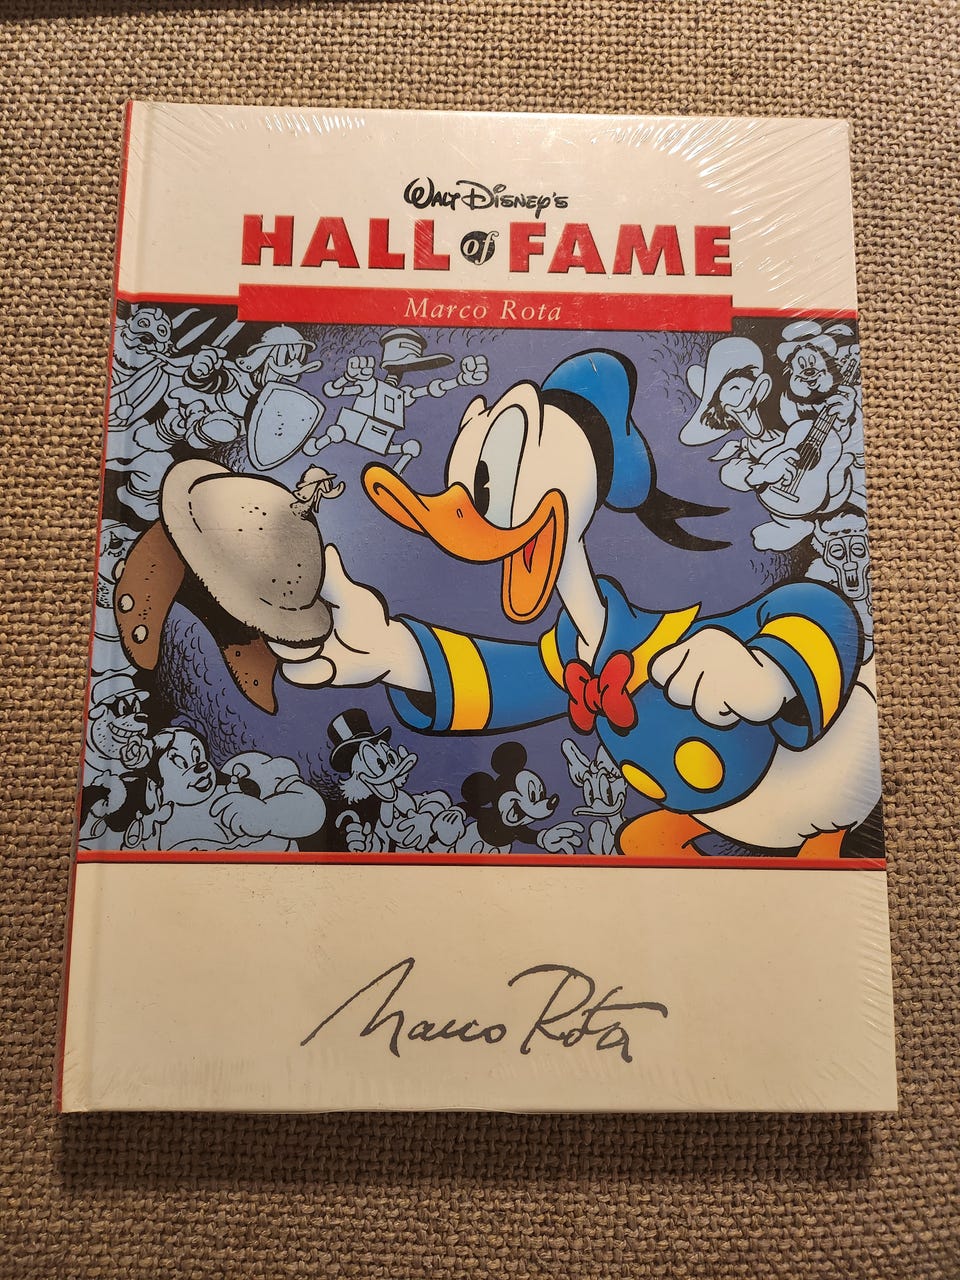 WALT DISNEY'S
HALL of FAME
Marco Rota
Marco Rota